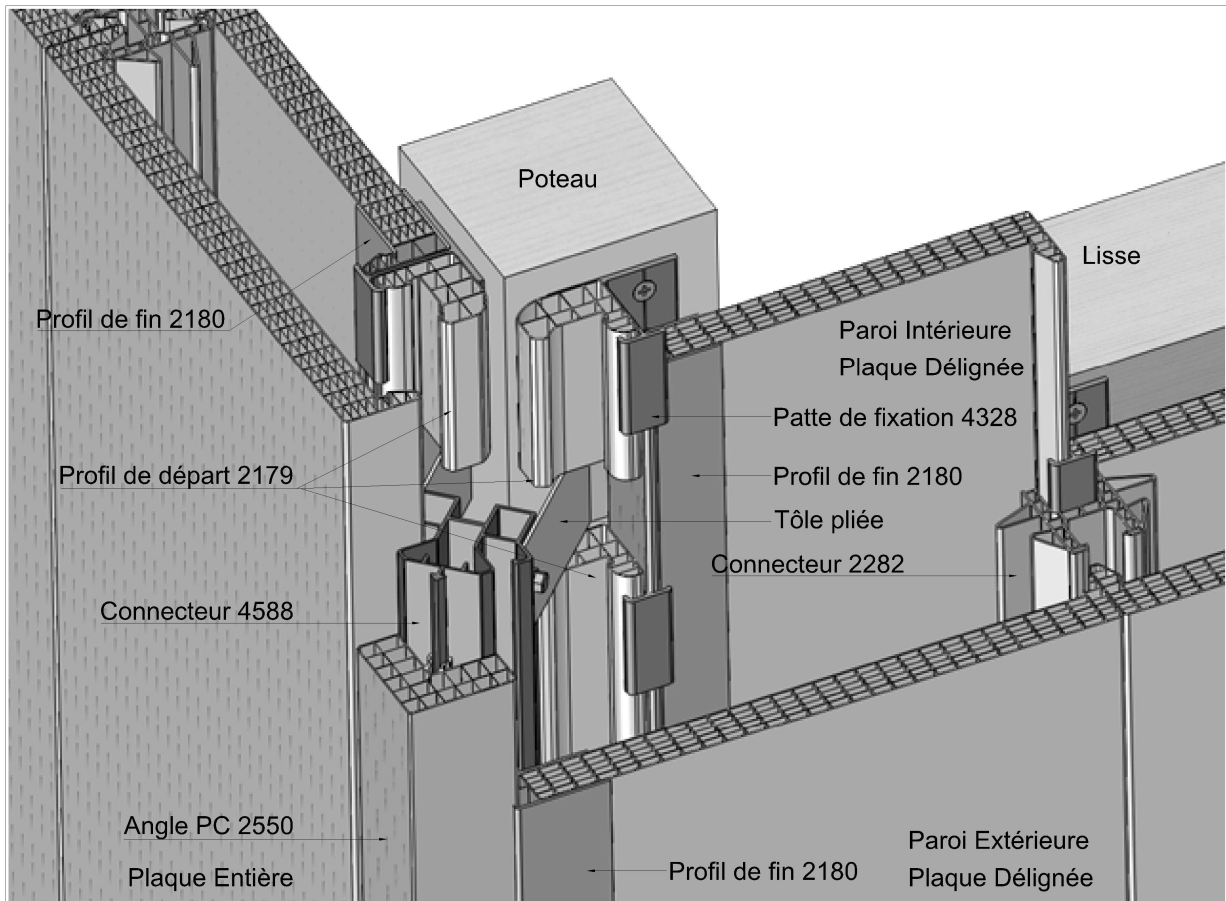 Poteau
Lisse
Profil de fin 2180
Paroi Intérieure
Plaque Délignée
Patte de fixation 4328
Profil de départ 2179
Profil de fin 2180
Tôle pliée
Connecteur 2282
Connecteur 4588
Angle PC 2550
Plaque Entière
Profil de fin 2180
Paroi Extérieure
Plaque Délignée